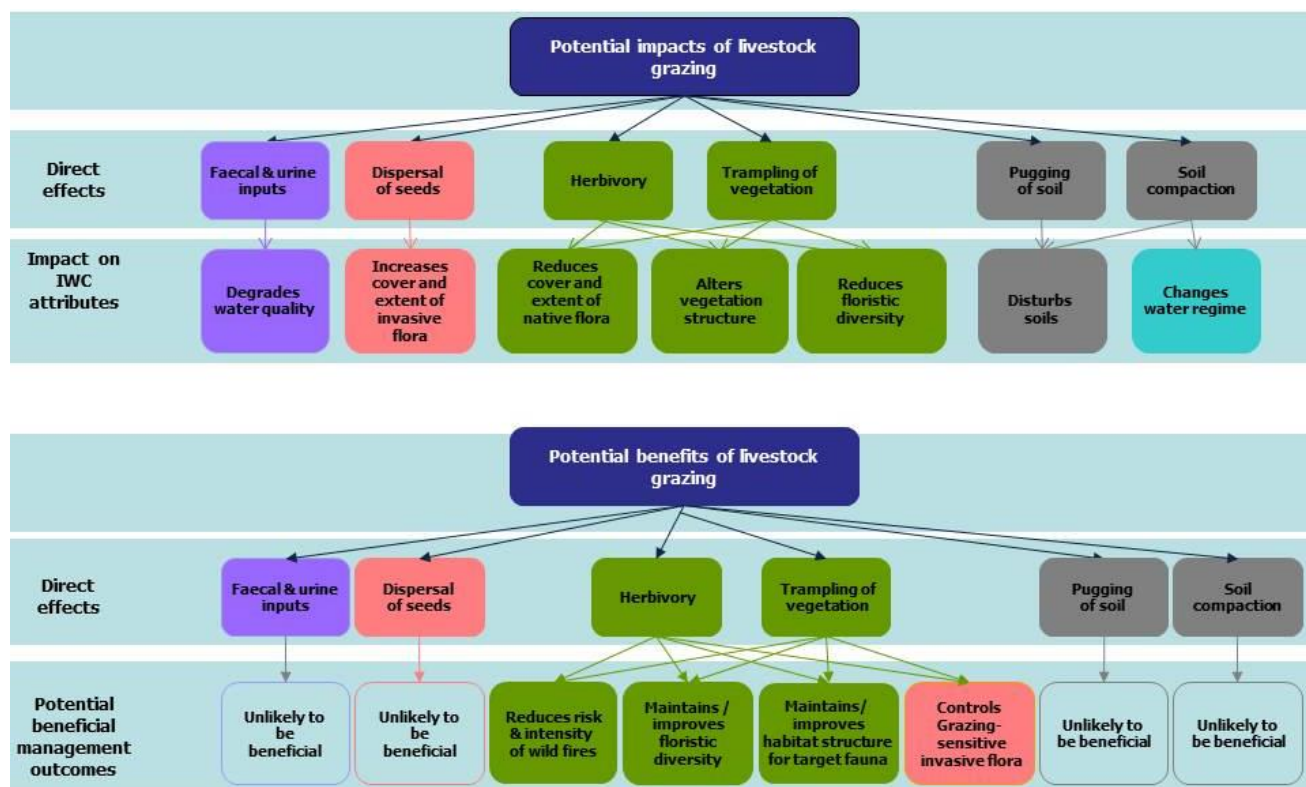 Potential impacts of livestock
grazing
Direct
effects
Faecal & urine
inputs
Dispersal
of seeds
Herbivory
Trampling of
vegetation
Pugging
of soil
Soil
compaction
Impact on
IWC
attributes
Degrades
water quality
Increases
cover and
extent of
invasive
flora
Reduces
cover and
extent of
native flora
Alters
vegetation
structure
Reduces
floristic
diversity
Disturbs
soils
Changes
water regime
Potential benefits of livestock
grazing
Direct
effects
Faecal & urine
inputs
Dispersal
of seeds
Herbivory
Trampling of
vegetation
Pugging
of soil
Soil
compaction
Potential
beneficial
management
outcomes
Unlikely to
be
beneficial
Unlikely to
be
beneficial
Reduces risk
& intensity
of wild fires
Maintains /
improves
floristic
diversity
Maintains/
improves
habitat structure
for target fauna
Controls
Grazing-
sensitive
invasive flora
Unlikely to
be beneficial
Unlikely to
be beneficial